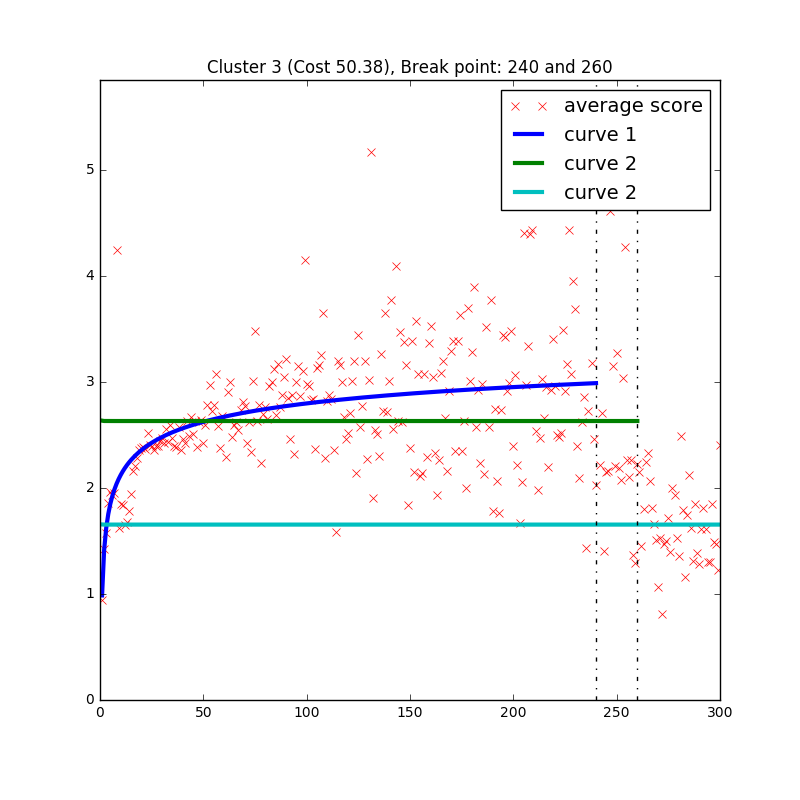 Cluster 3 (Cost 50.38), Break point: 240 and 260
average score
curve 1
curve 2
curve 2
5
4
3
2
1
0
0 50 100 150 200 250 300